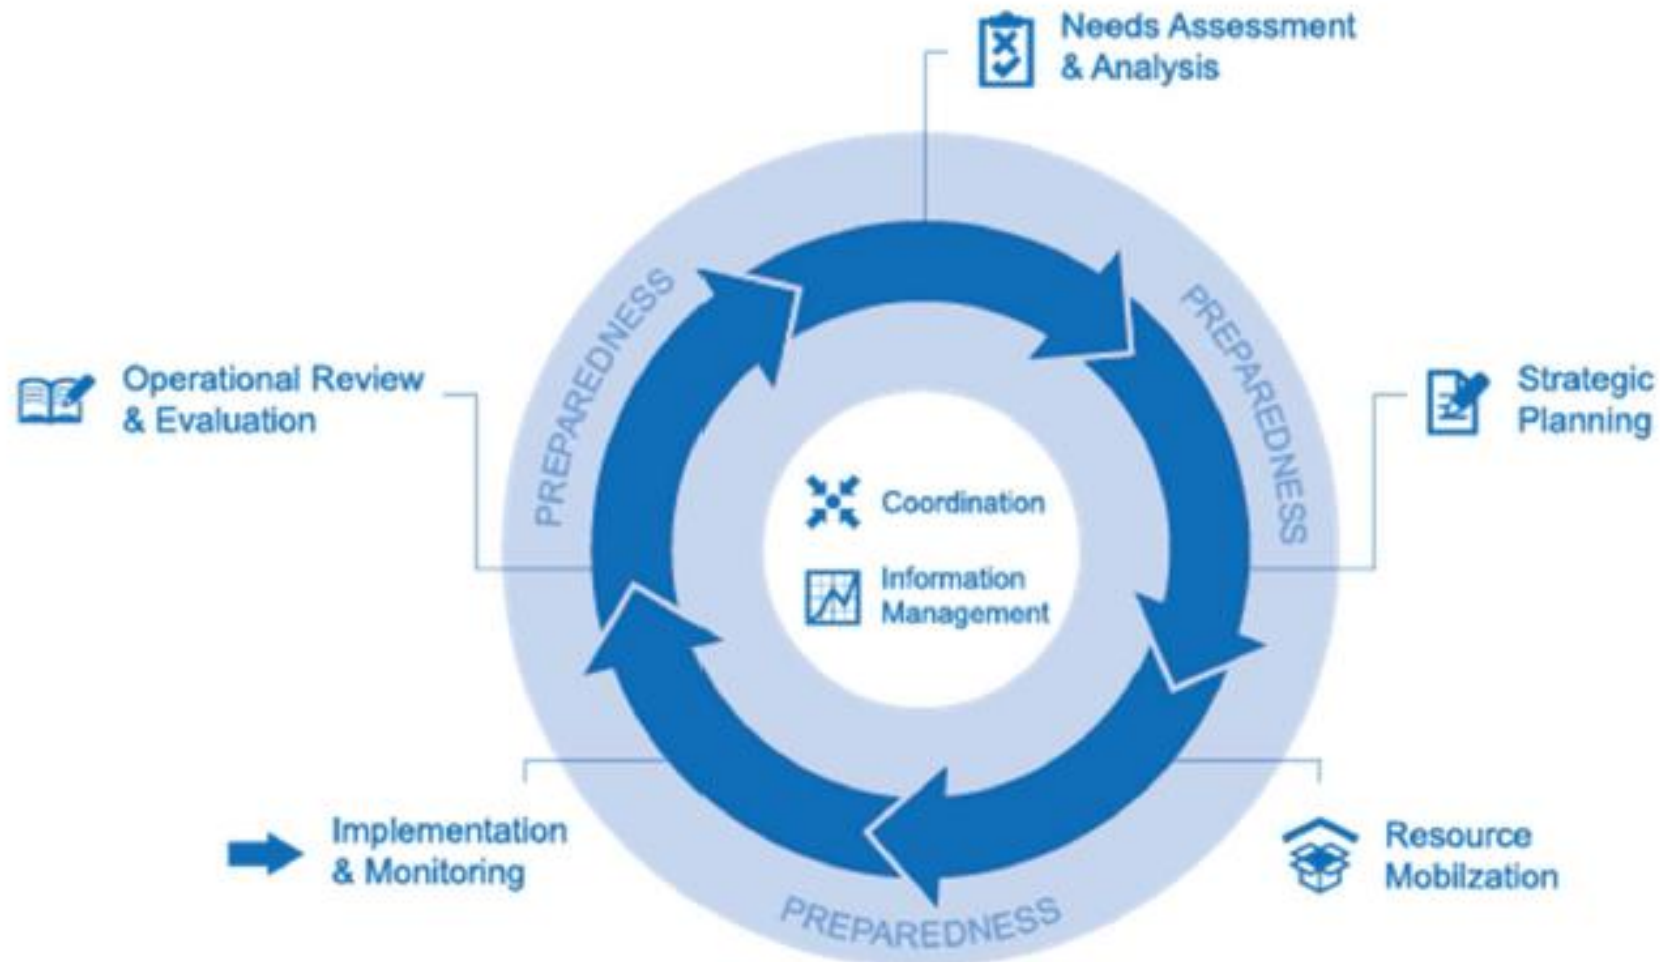 Needs Assessment
& Analysis
PREPAREDNESS
PREPAREDNESS
Operational Review
& Evaluation
Strategic
Planning
Coordination
Information
Management
Implementation
& Monitoring
Resource
Mobilzation
PREPAREDNESS